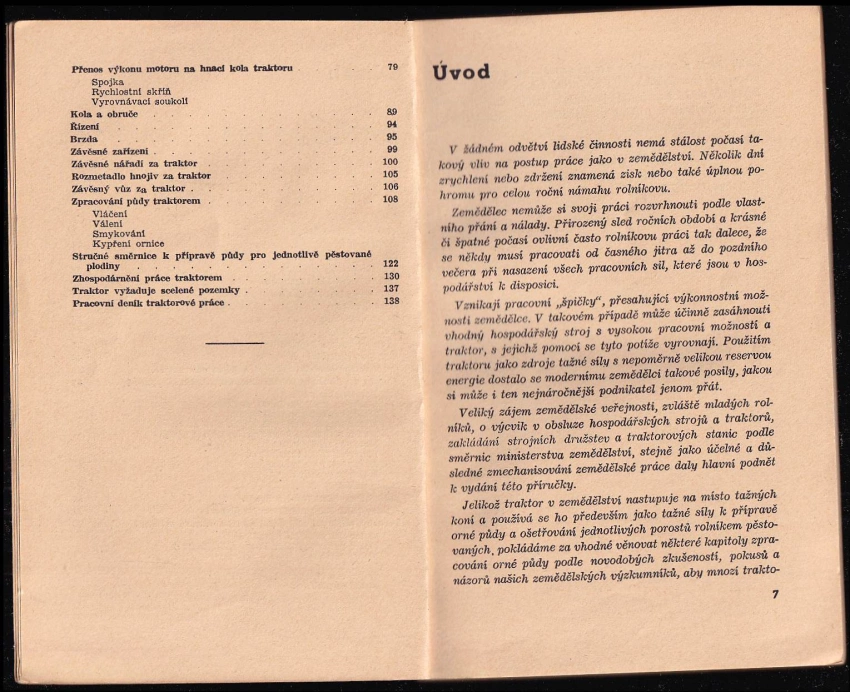 Přenos výkonu motoru na hnací kola traktoru . . . . . . 79
Spojka
Rychlostní skříň
Vyrovnávací soukolí
Kola a obruče . . . . . . . . . . 89
Řízení . . . . . . . . . . 94
Brzda . . . . . . . . . . 95
Závěsné zařízení . . . . . . . . . . 99
Závěsné nářadí za traktor . . . . . . . . . 100
Rozmetadlo hnojiv za traktor . . . . . . . . 105
Závěsný vůz za traktor . . . . . . . . . 106
Zpracování půdy traktorem . . . . . . . . 108
Vláčení
Válení
Smykování
Kypření ornice
Stručné směrnice k přípravě půdy pro jednotlivě pěstované
plodiny . . . . . . . . . . 122
Zhospodárnění práce traktorem . . . . . . . 130
Traktor vyžaduje scelené pozemky . . . . . . . 137
Pracovní deník traktorové práce . . . . . . . 138
Úvod
V žádném odvětví lidské činnosti nemá stálost počasí ta-
kový vliv na postup práce jako v zemědělství. Několik dní
zrychlení nebo zdržení znamená zisk nebo také úplnou po-
hromu pro celou roční námahu rolníkovu.
Zemědělec nemůže si svoji práci rozvrhnouti podle vlast-
ního přání a nálady. Přirozený sled ročních období a krásné
či špatné počasí ovlivní často rolníkovu práci tak dalece, že
se někdy musí pracovati od časného jitra až do pozdního
večera při nasazení všech pracovních sil, které jsou v hos-
podářství k disposici.
Vznikají pracovní „špičky", přesahující výkonnostní mož-
nosti zemědělce. V takovém případě může účinně zasáhnouti
vhodný hospodářský stroj s vysokou pracovní možností a
traktor, s jejichž pomocí se tyto potíže vyrovnají. Použitím
traktoru jako zdroje tažné síly s nepoměrně velikou reservou
energie dostalo se modernímu zemědělci takové posily, jakou
si může i ten nejnáročnější podnikatel jenom přát.
Veliký zájem zemědělské veřejnosti, zvláště mladých rol-
níků, o výcvik v obsluze hospodářských strojů a traktorů,
zakládání strojních družstev a traktorových stanic podle
směrnic ministerstva zemědělství, stejně jako účelné a dů-
sledné zmechanisování zemědělské práce daly hlavní podnět
k vydání této příručky.
Jelikož traktor v zemědělství nastupuje na místo tažných
koní a používá se ho především jako tažné síly k přípravě
orné půdy a ošetřování jednotlivých porostů rolníkem pěsto-
vaných, pokládáme za vhodné věnovat některé kapitoly zpra-
cování orné půdy podle novodobých zkušeností, pokusů a
názorů našich zemědělských výzkumníků, aby mnozí trakto-
7